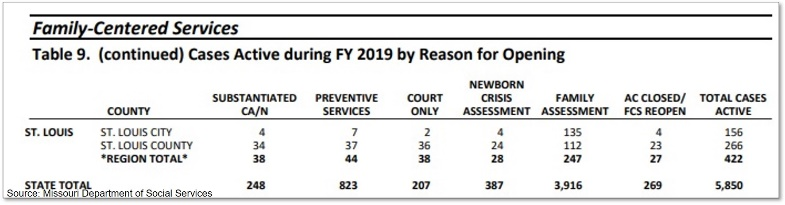 Family-Centered Services
Table 9. (continued) Cases Active during FY 2019 by Reason for Opening
COUNTY SUBSTANTIATED CA/N PREVENTIVE SERVICES COURT ONLY NEWBORN CRISIS ASSESSMENT FAMILY ASSESSMENT AC CLOSED/ FCS REOPEN TOTAL CASES ACTIVE
ST. LOUIS ST. LOUIS CITY 4 7 2 4 135 4 156
ST. LOUIS COUNTY 34 37 36 24 112 23 266
*REGION TOTAL* 38 44 38 28 247 27 422
STATE TOTAL 248 823 207 387 3,916 269 5,850
Source: Missouri Department of Social Services